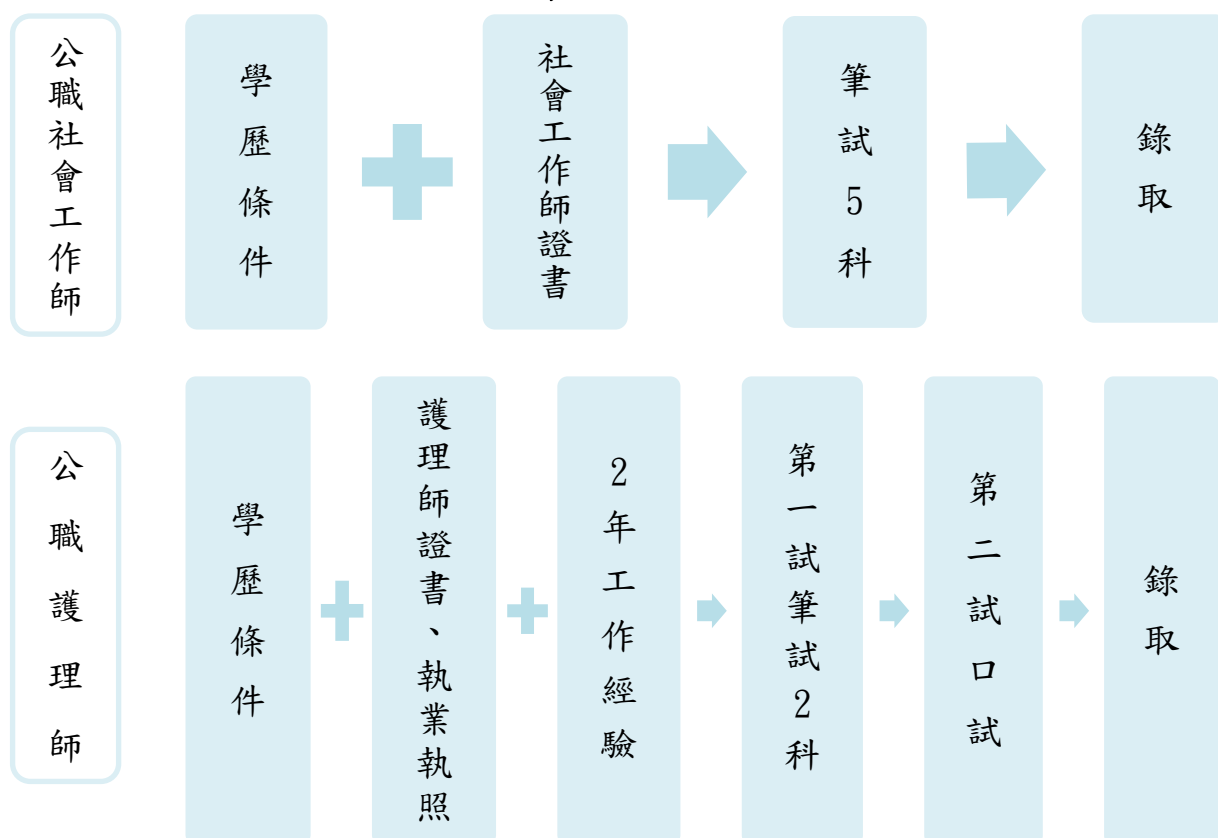 公職社會工作師
學歷條件
社會工作師證書
筆試5科
錄取
公職護理師
學歷條件
護理師證書、執業執照
2年工作經驗
第一試筆試2科
第二試口試
錄取